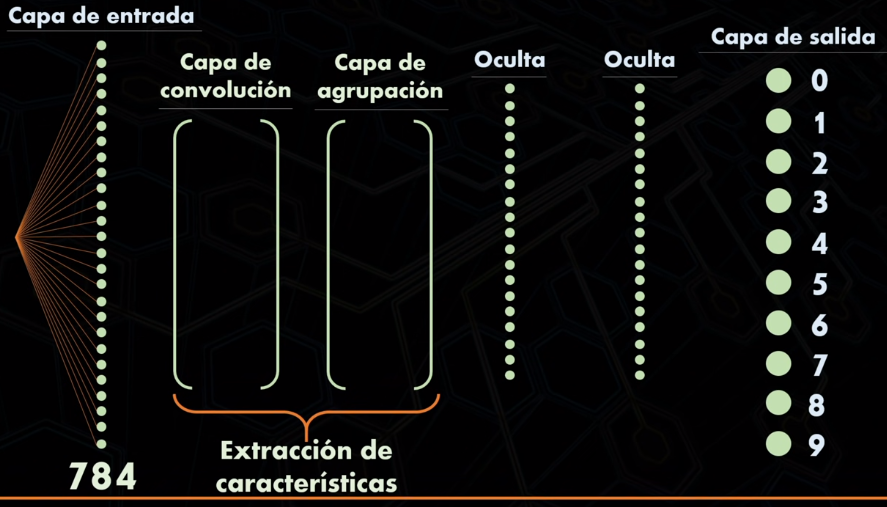 Capa de entrada
Capa de
convolución
Capa de
agrupación
Oculta
Oculta
Capa de salida
0
1
2
3
4
5
6
7
8
9
784
Extracción de
características